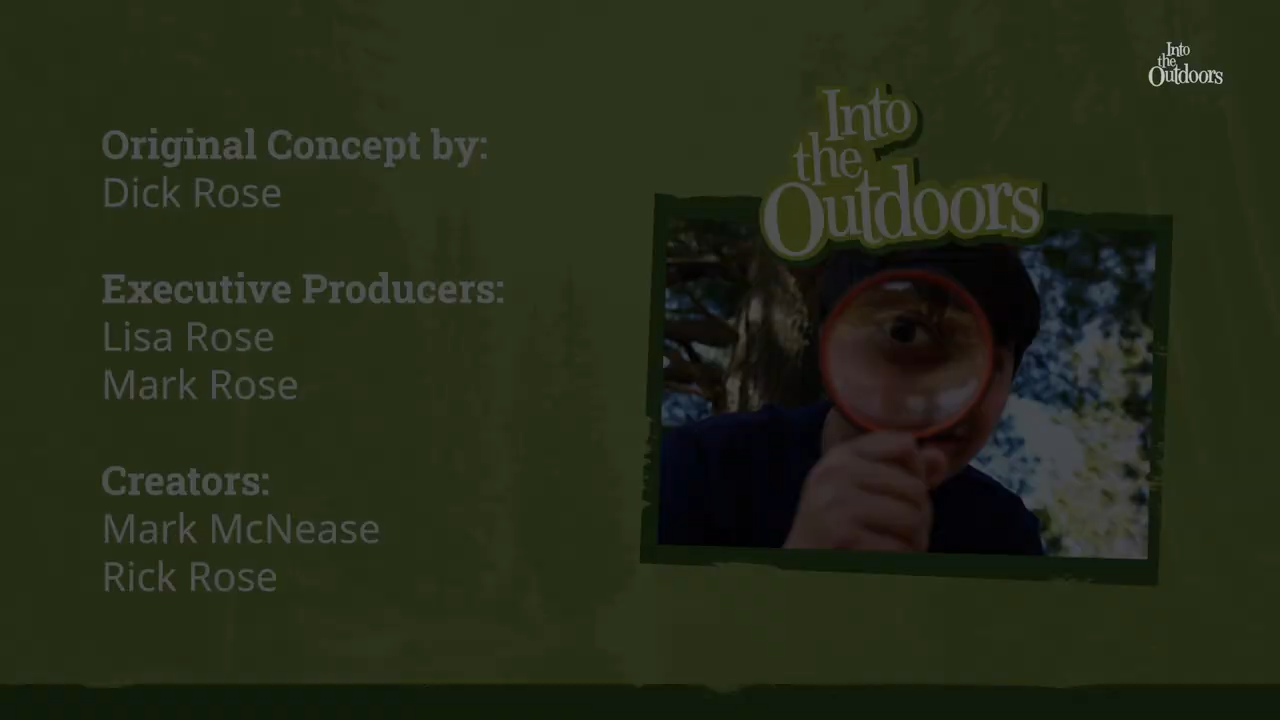 Original Concept by:
Dick Rose
Executive Producers:
Lisa Rose
Mark Rose
Creators:
Mark McNease
Rick Rose
Into
the
Outdoors
Into
the
Outdoors